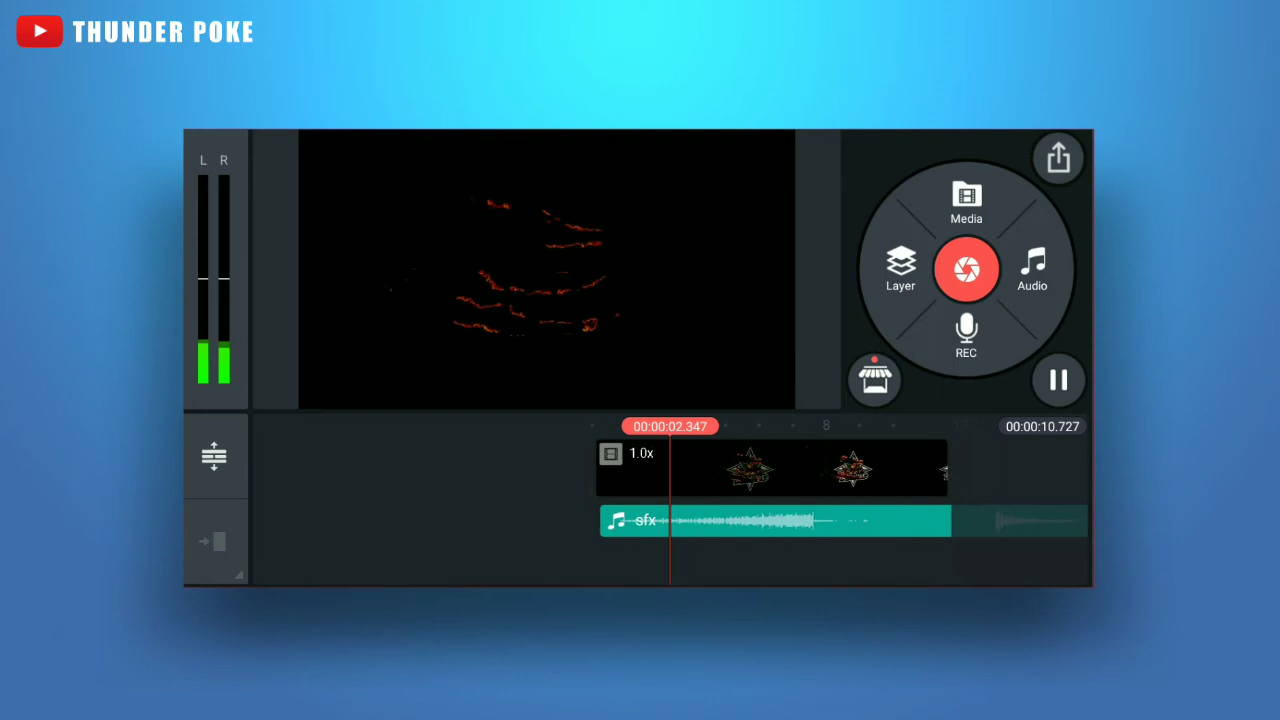 THUNDER POKE
L R
Media
Layer
Audio
REC
00:00:02.347
8
00:00:10.727
1.0x
sfx